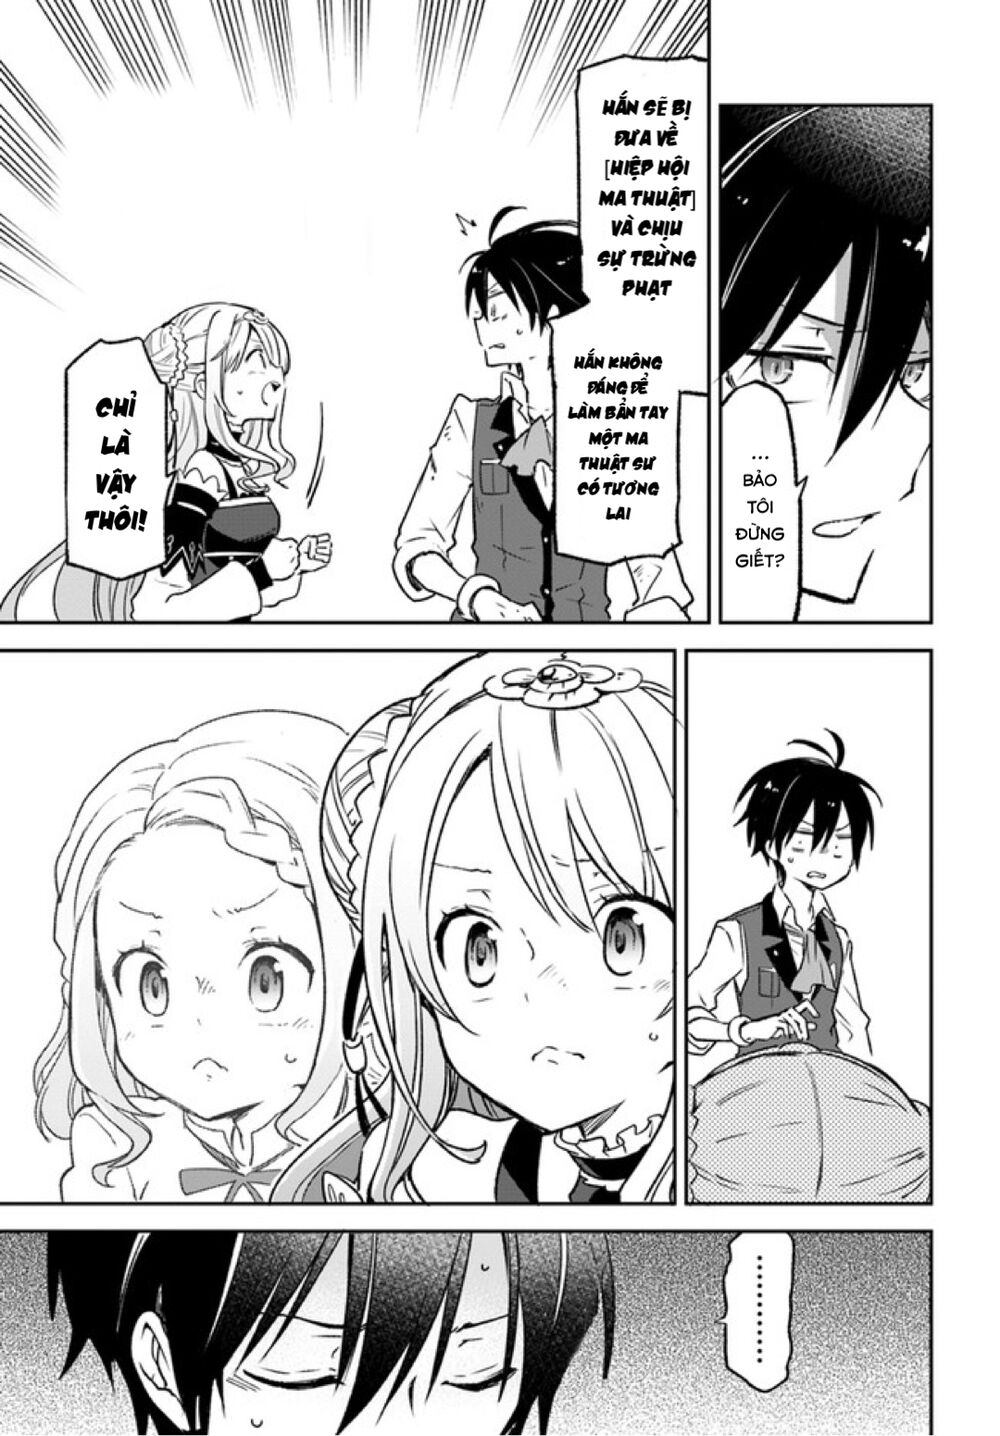 ...
BẢO
TÔI
ĐỪNG
GIẾT?
HẮN SẼ BỊ
ĐƯA VỀ
[HIỆP HỘI
MA THUẬT]
VÀ CHỊU
SỰ TRỪNG
PHẠT
HẮN KHÔNG
ĐÁNG ĐỂ
LÀM BẨN TAY
MỘT MA
THUẬT SƯ
CÓ TƯƠNG
LAI
CHỈ
LÀ
VẬY
THÔI!
.........